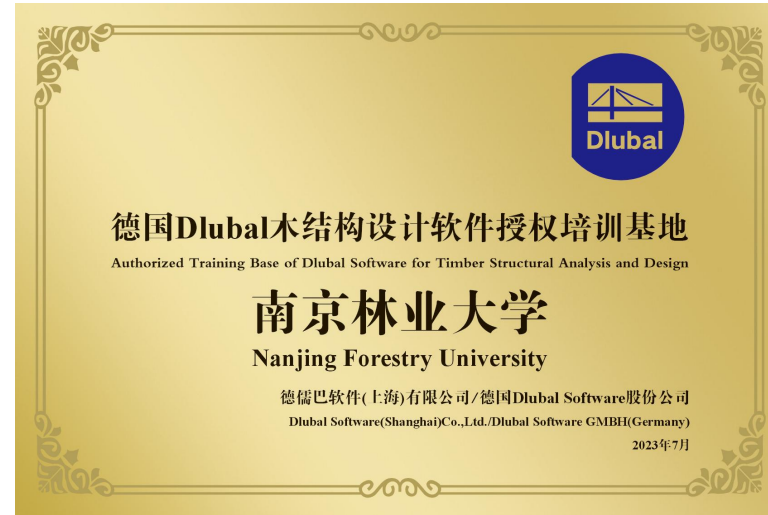 Dlubal
德国Dlubal木结构设计软件授权培训基地
Authorized Training Base of Dlubal Software for Timber Structural Analysis and Design
南京林业大学
Nanjing Forestry University
德儒巴软件(上海)有限公司/德国Dlubal Software股份公司
Dlubal Software(Shanghai)Co.,Ltd./Dlubal Software GMBH(Germany)
2023年7月